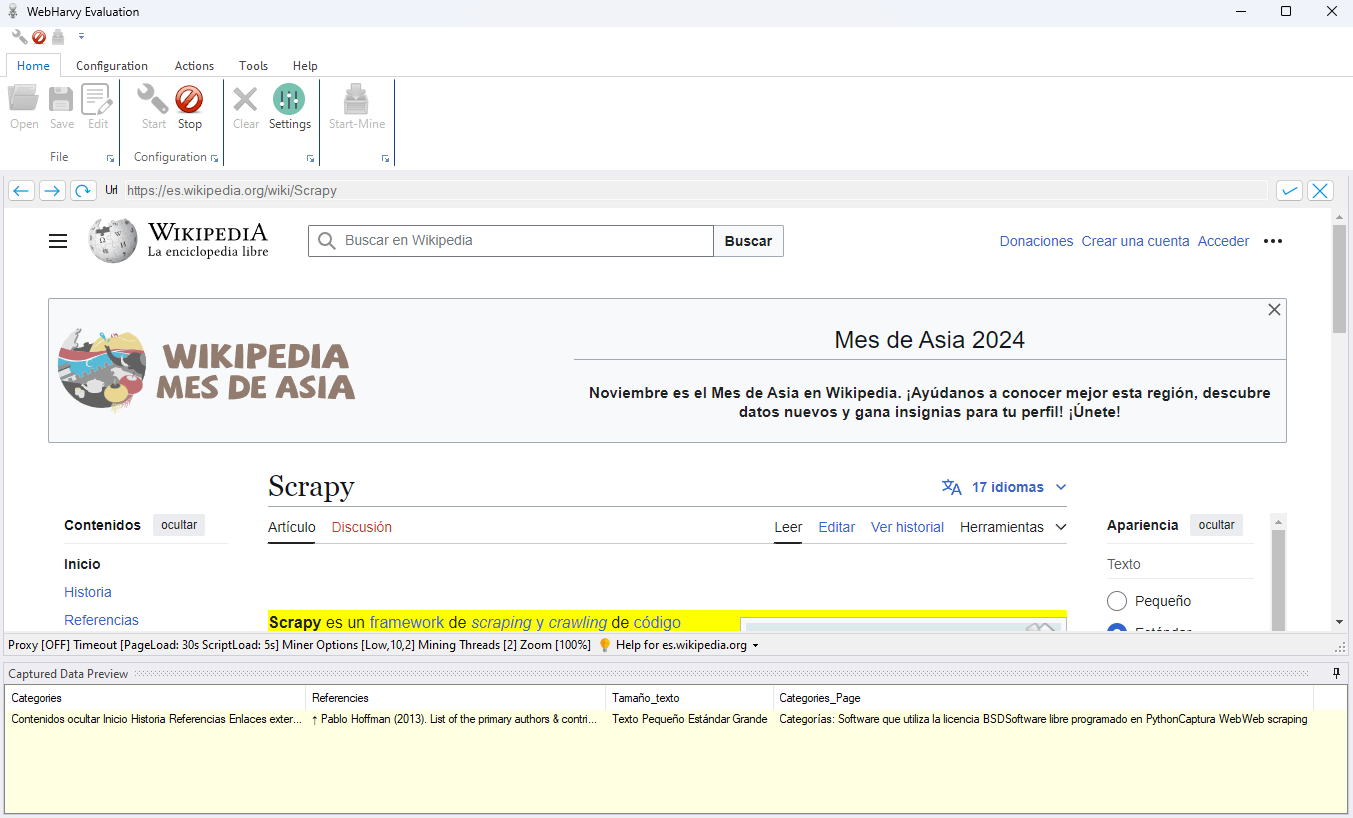 WebHarvy Evaluation
Home Configuration Actions Tools Help
Open Save Edit Start Stop Clear Settings Start-Mine
File Configuration
Url https://es.wikipedia.org/wiki/Scrapy
WIKIPEDIA
La enciclopedia libre
Buscar en Wikipedia Buscar
Donaciones Crear una cuenta Acceder
WIKIPEDIA
MES DE ASIA
Mes de Asia 2024
Noviembre es el Mes de Asia en Wikipedia. ¡Ayúdanos a conocer mejor esta región, descubre
datos nuevos y gana insignias para tu perfil! ¡Únete!
Scrapy 17 idiomas
Contenidos ocultar
Artículo Discusión Leer Editar Ver historial Herramientas
Apariencia ocultar
Inicio
Texto
Historia
Pequeño
Referencias
Scrapy es un framework de scraping y crawling de código
Estándar
Proxy [OFF] Timeout [PageLoad: 30s ScriptLoad: 5s] Miner Options [Low,10,2] Mining Threads [2] Zoom [100%] Help for es.wikipedia.org
Captured Data Preview
Categories Referencies Tamaño_texto Categories_Page
Contenidos ocultar Inicio Historia Referencias Enlaces exter... ↑ Pablo Hoffman (2013). List of the primary authors & contri... Texto Pequeño Estándar Grande Categorías: Software que utiliza la licencia BSDSoftware libre programado en PythonCaptura WebWeb scraping